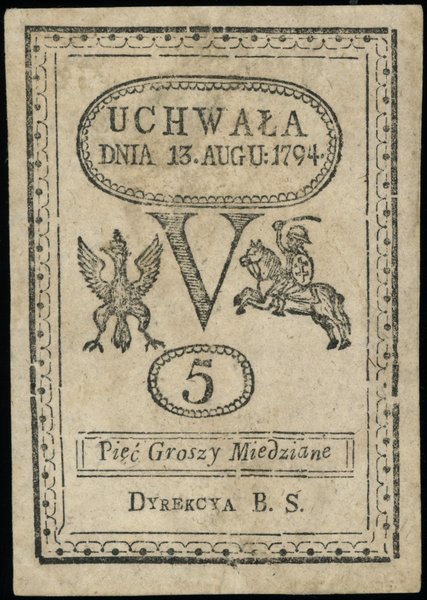 UCHWAŁA
DNIA 13. AUGU: 1794.
V
5
Pięć Groszy Miedziane
DYREKCYA B. S.